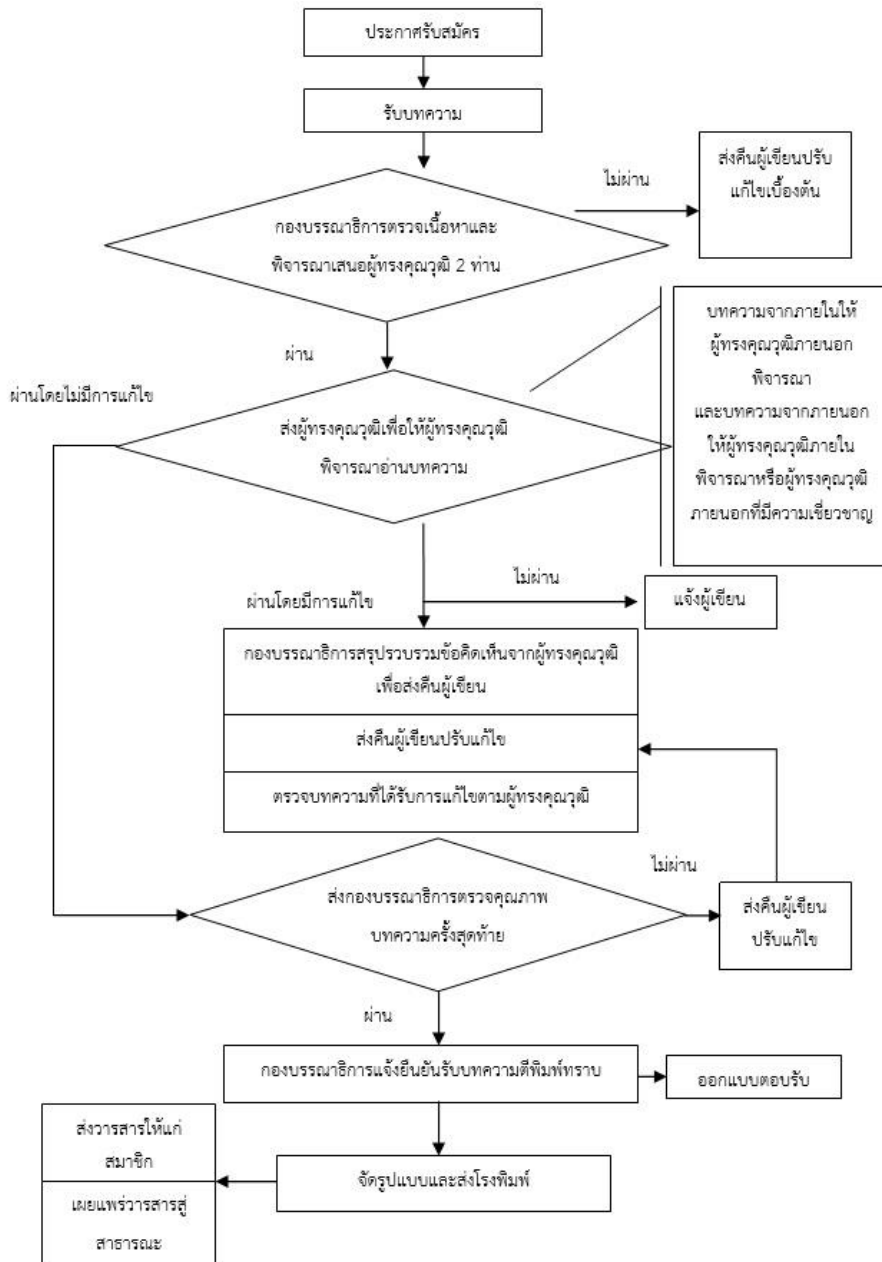 ประกาศรับสมัคร
รับบทความ
ไม่ผ่าน
ส่งคืนผู้เขียนปรับ
แก้ไขเบื้องต้น
กองบรรณาธิการตรวจเนื้อหาและ
พิจารณาเสนอผู้ทรงคุณวุฒิ 2 ท่าน
ผ่าน
บทความจากภายในให้
ผู้ทรงคุณวุฒิภายนอก
พิจารณา
และบทความจากภายนอก
ให้ผู้ทรงคุณวุฒิภายใน
พิจารณาหรือผู้ทรงคุณวุฒิ
ภายนอกที่มีความเชี่ยวชาญ
ผ่านโดยไม่มีการแก้ไข
ส่งผู้ทรงคุณวุฒิเพื่อให้ผู้ทรงคุณวุฒิ
พิจารณาอ่านบทความ
ไม่ผ่าน
แจ้งผู้เขียน
ผ่านโดยมีการแก้ไข
กองบรรณาธิการสรุปรวบรวมข้อคิดเห็นจากผู้ทรงคุณวุฒิ
เพื่อส่งคืนผู้เขียน
ส่งคืนผู้เขียนปรับแก้ไข
ตรวจบทความที่ได้รับการแก้ไขตามผู้ทรงคุณวุฒิ
ไม่ผ่าน
ส่งกองบรรณาธิการตรวจคุณภาพ
บทความครั้งสุดท้าย
ส่งคืนผู้เขียน
ปรับแก้ไข
ผ่าน
กองบรรณาธิการแจ้งยืนยันรับบทความตีพิมพ์ทราบ
ออกแบบตอบรับ
ส่งวารสารให้แก่
สมาชิก
จัดรูปแบบและส่งโรงพิมพ์
เผยแพร่วารสารสู่
สาธารณะ